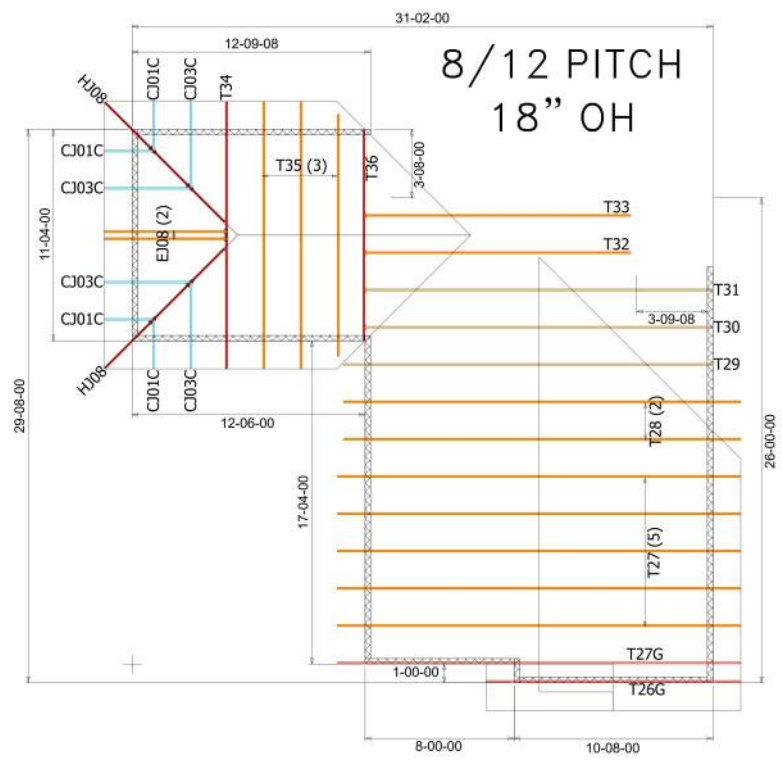 31-02-00
12-09-08
8/12 PITCH
18" OH
HJ08
CJ01C
CJ03C
T34
CJ01C
CJ03C
T35 (3)
T36
3-08-00
11-04-00
EJ08 (2)
T33
T32
CJ03C
CJ01C
T31
3-09-08
T30
T29
HJ08
CJ01C
CJ03C
12-06-00
29-08-00
T28 (2)
26-00-00
17-04-00
T27 (5)
T27G
1-00-00
T26G
8-00-00
10-08-00